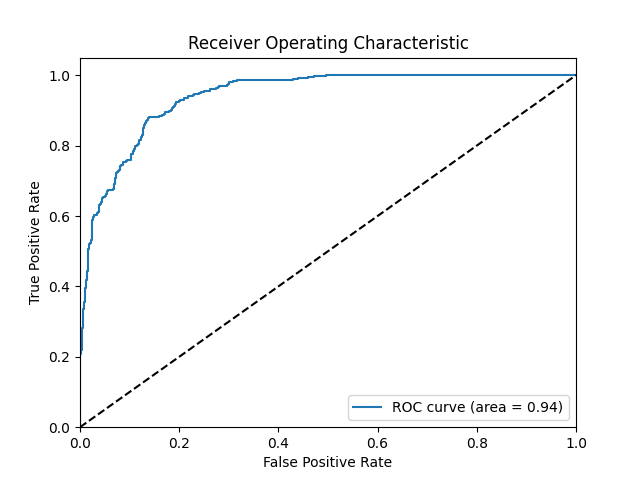 Receiver Operating Characteristic
1.0
0.8
0.6
0.4
0.2
0.0
True Positive Rate
ROC curve (area = 0.94)
0.0 0.2 0.4 0.6 0.8 1.0
False Positive Rate